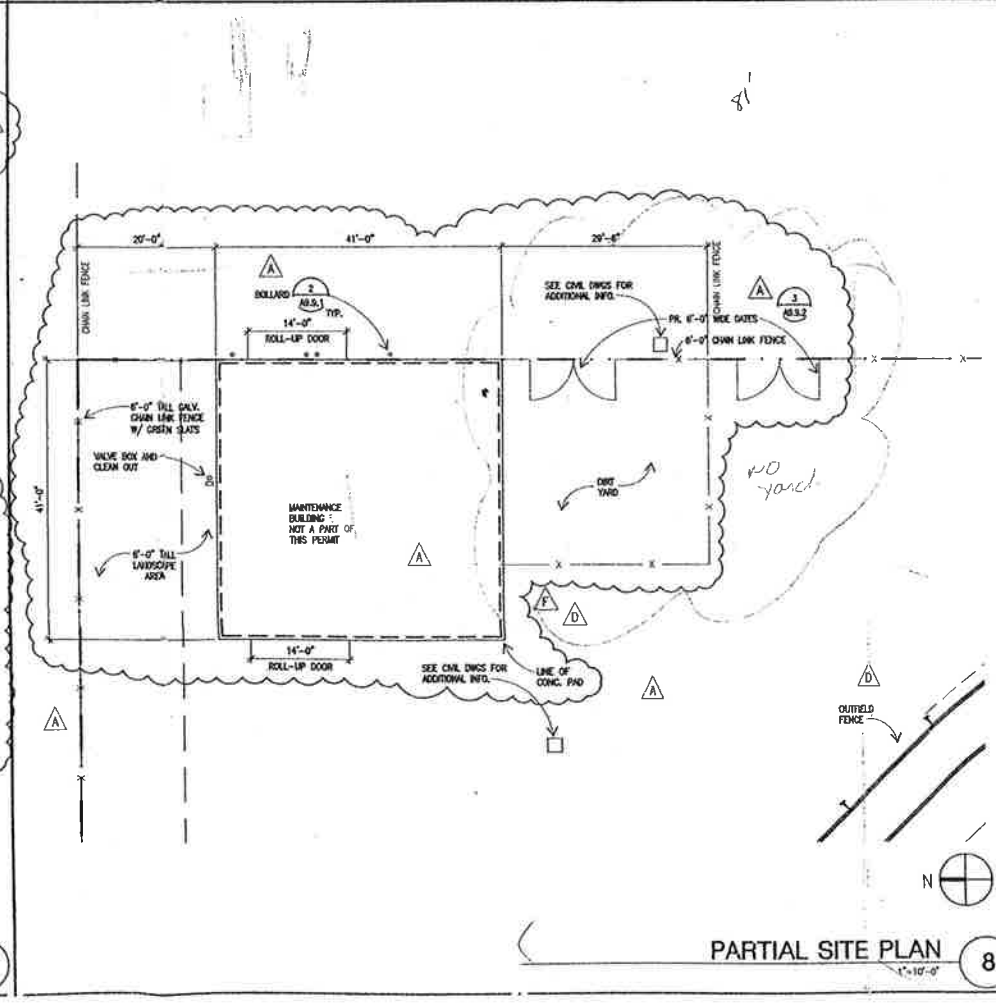 81'
20'-0"
41'-0"
29'-6"
CHAIN LINK FENCE
CHAIN LINK FENCE
A
BOLLARD
2
A9.9.1
TYP.
14'-0"
ROLL-UP DOOR
SEE CIVIL DWGS FOR
ADDITIONAL INFO.
A
3
A9.9.2
PR. 6'-0" WIDE GATES
6'-0" CHAIN LINK FENCE
6'-0" TALL GALV.
CHAIN LINK FENCE
W/ GREEN SLATS
VALVE BOX AND
CLEAN OUT
41'-0"
MAINTENANCE
BUILDING
NOT A PART OF
THIS PERMIT
A
DIRT
YARD
NO
yard
6'-0" TALL
LANDSCAPE
AREA
F
D
14'-0"
ROLL-UP DOOR
SEE CIVIL DWGS FOR
ADDITIONAL INFO.
LINE OF
CONC. PAD
A
A
D
OUTFIELD
FENCE
N
PARTIAL SITE PLAN
8
1"=10'-0"